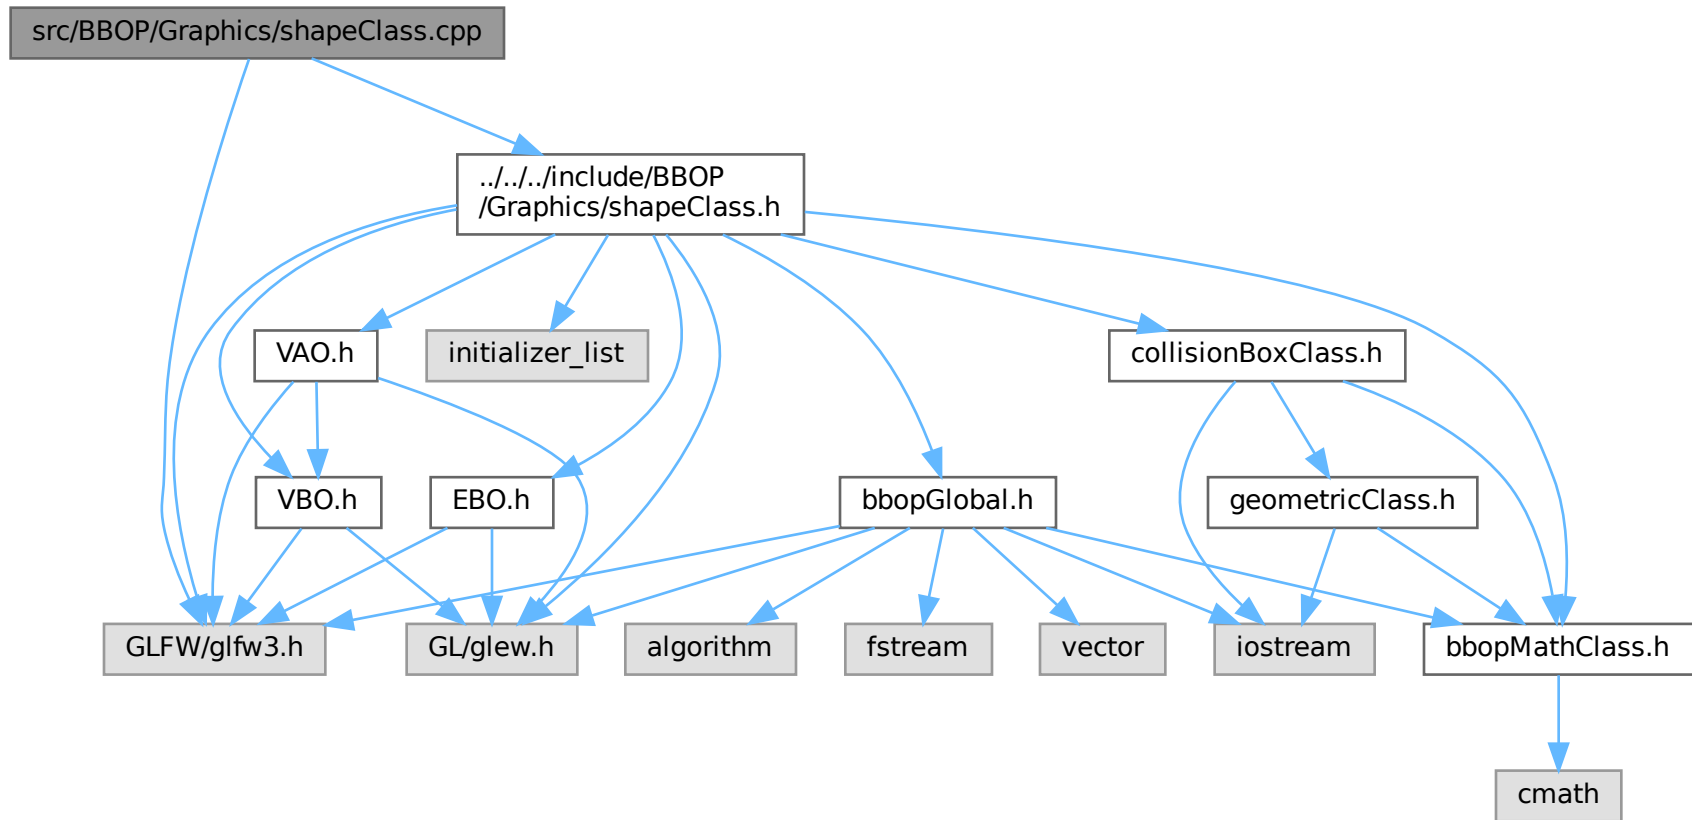 src/BBOP/Graphics/shapeClass.cpp
../../../include/BBOP
/Graphics/shapeClass.h
VAO.h
initializer_list
collisionBoxClass.h
VBO.h
EBO.h
bbopGlobal.h
geometricClass.h
GLFW/glfw3.h
GL/glew.h
algorithm
fstream
vector
iostream
bbopMathClass.h
cmath